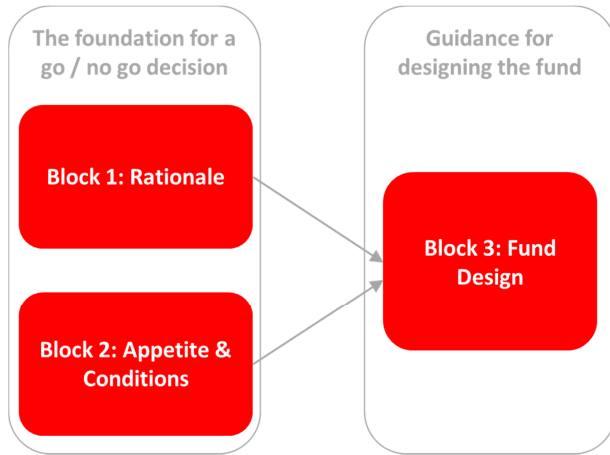 The foundation for a
go / no go decision
Block 1: Rationale
Block 2: Appetite &
Conditions
Guidance for
designing the fund
Block 3: Fund
Design